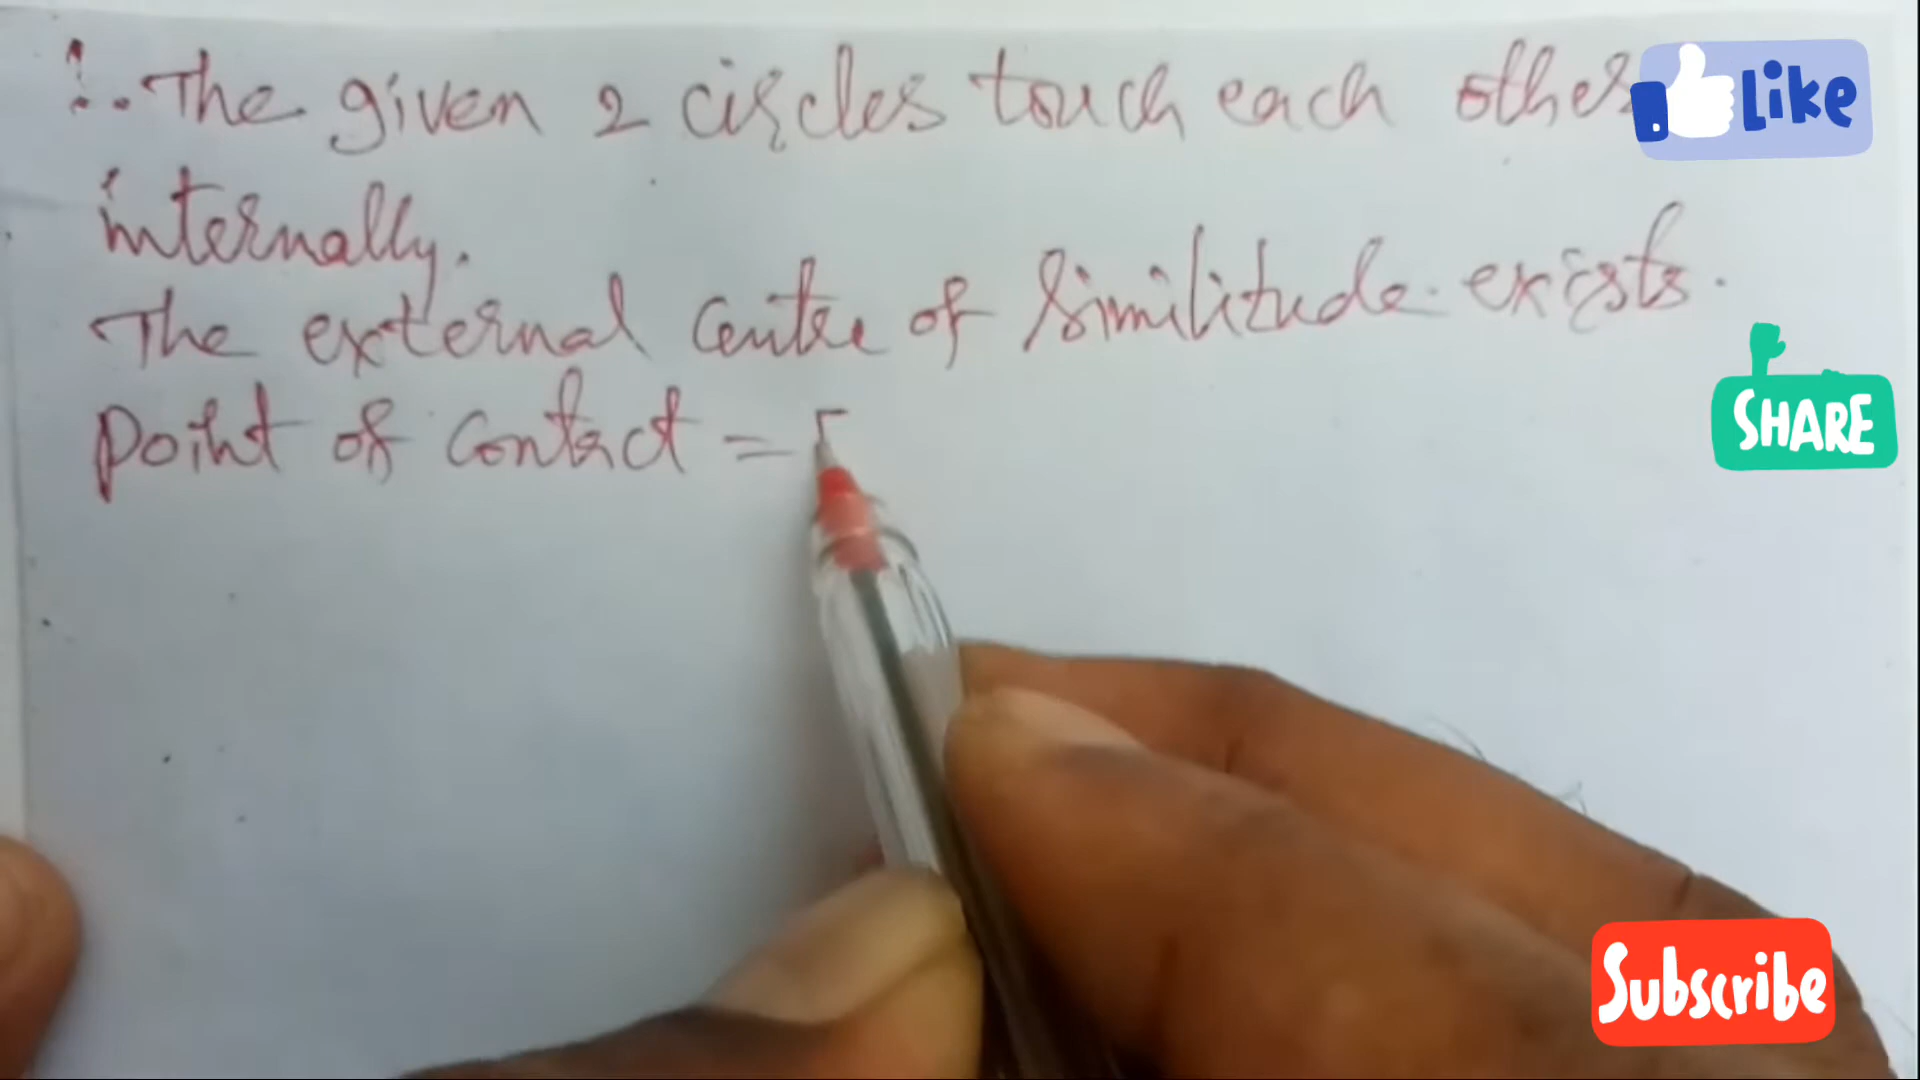 ∴ The given 2 circles touch each other
internally.
The external centre of similitude exists.
Point of contact = [
Like
SHARE
Subscribe